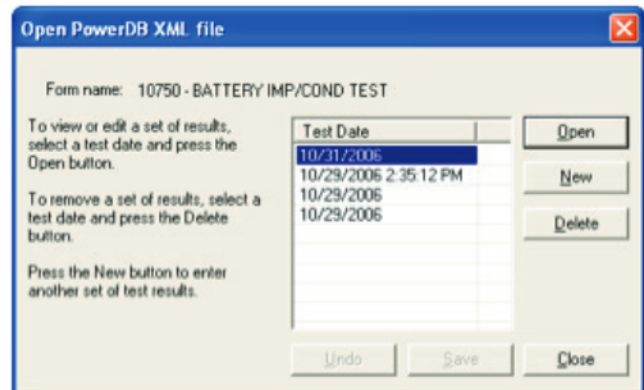 Open PowerDB XML file
Form name: 10750 - BATTERY IMP/COND TEST
To view or edit a set of results,
select a test date and press the
Open button.
To remove a set of results, select a
test date and press the Delete
button.
Press the New button to enter
another set of test results.
Test Date
10/31/2006
10/29/2006 2:35:12 PM
10/29/2006
10/29/2006
Open
New
Delete
Undo
Save
Close